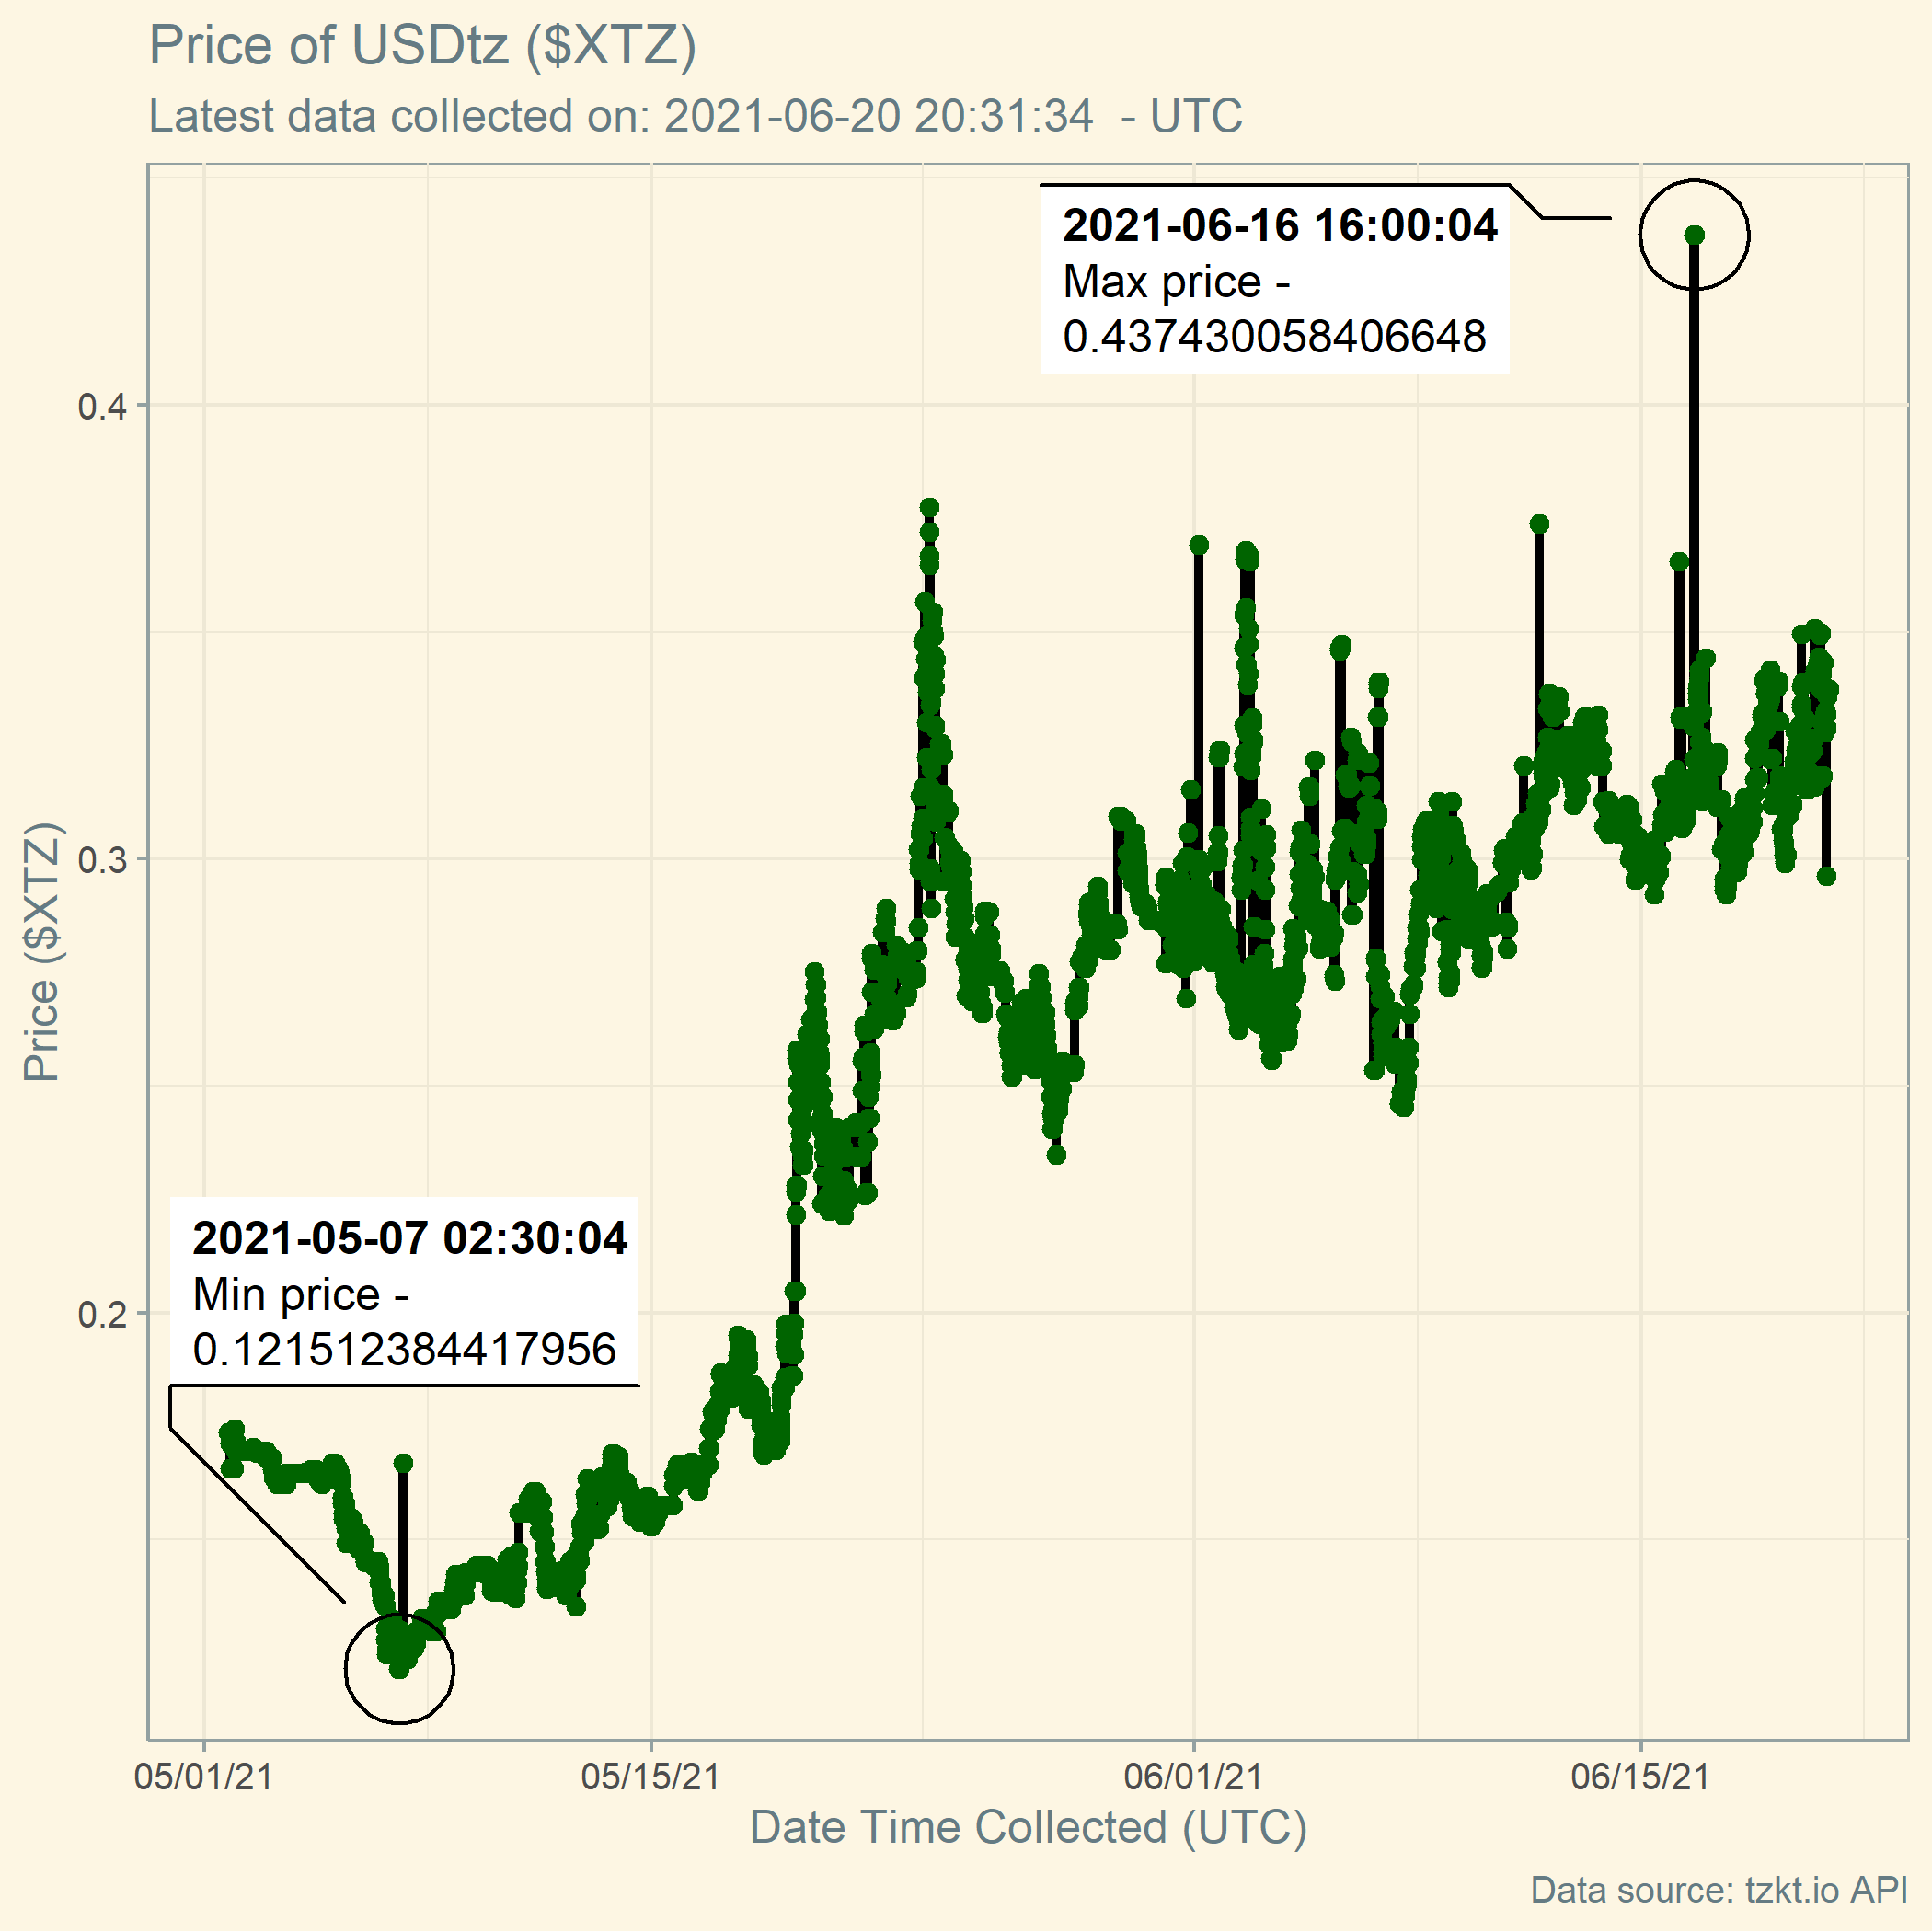 Price of USDtz ($XTZ)
Latest data collected on: 2021-06-20 20:31:34  - UTC
2021-06-16 16:00:04
Max price -
0.437430058406648
0.4
0.3
0.2
Price ($XTZ)
2021-05-07 02:30:04
Min price -
0.121512384417956
05/01/21
05/15/21
06/01/21
06/15/21
Date Time Collected (UTC)
Data source: tzkt.io API